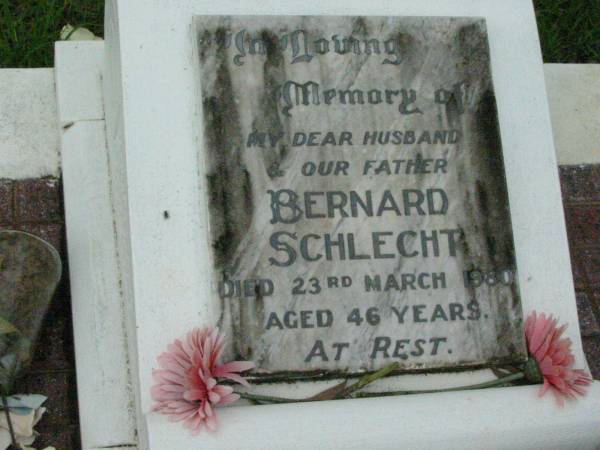 In Loving
Memory of
MY DEAR HUSBAND
& OUR FATHER
BERNARD
SCHLECHT
DIED 23RD MARCH 1980
AGED 46 YEARS.
AT REST.